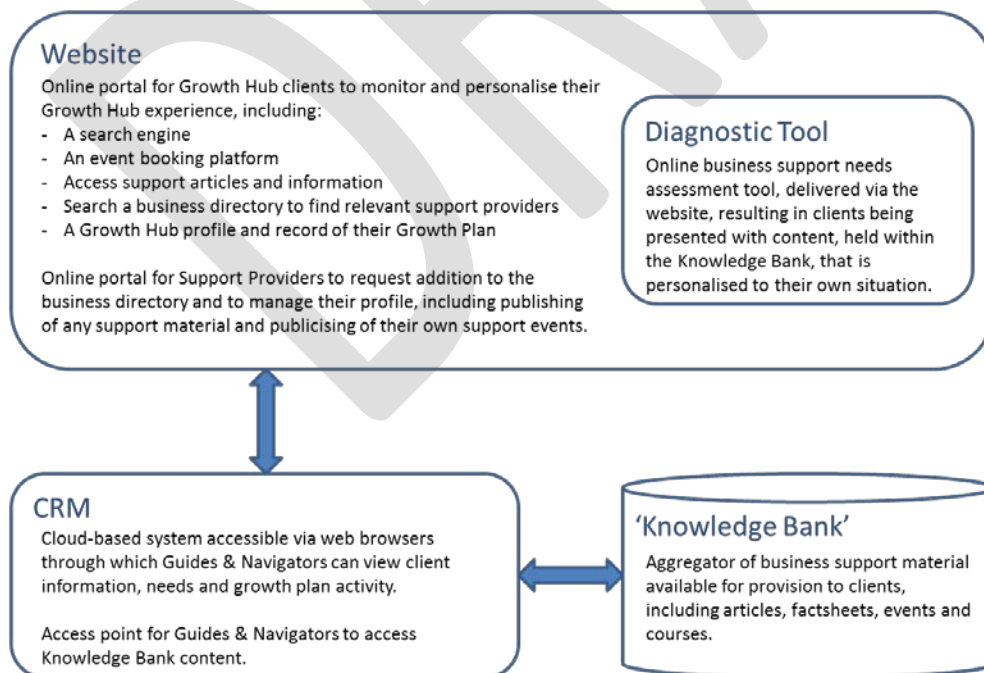 Website
Online portal for Growth Hub clients to monitor and personalise their
Growth Hub experience, including:
- A search engine
- An event booking platform
- Access support articles and information
- Search a business directory to find relevant support providers
- A Growth Hub profile and record of their Growth Plan
Online portal for Support Providers to request addition to the
business directory and to manage their profile, including publishing
of any support material and publicising of their own support events.
Diagnostic Tool
Online business support needs
assessment tool, delivered via the
website, resulting in clients being
presented with content, held within
the Knowledge Bank, that is
personalised to their own situation.
CRM
Cloud-based system accessible via web browsers
through which Guides & Navigators can view client
information, needs and growth plan activity.
Access point for Guides & Navigators to access
Knowledge Bank content.
‘Knowledge Bank’
Aggregator of business support material
available for provision to clients,
including articles, factsheets, events and
courses.